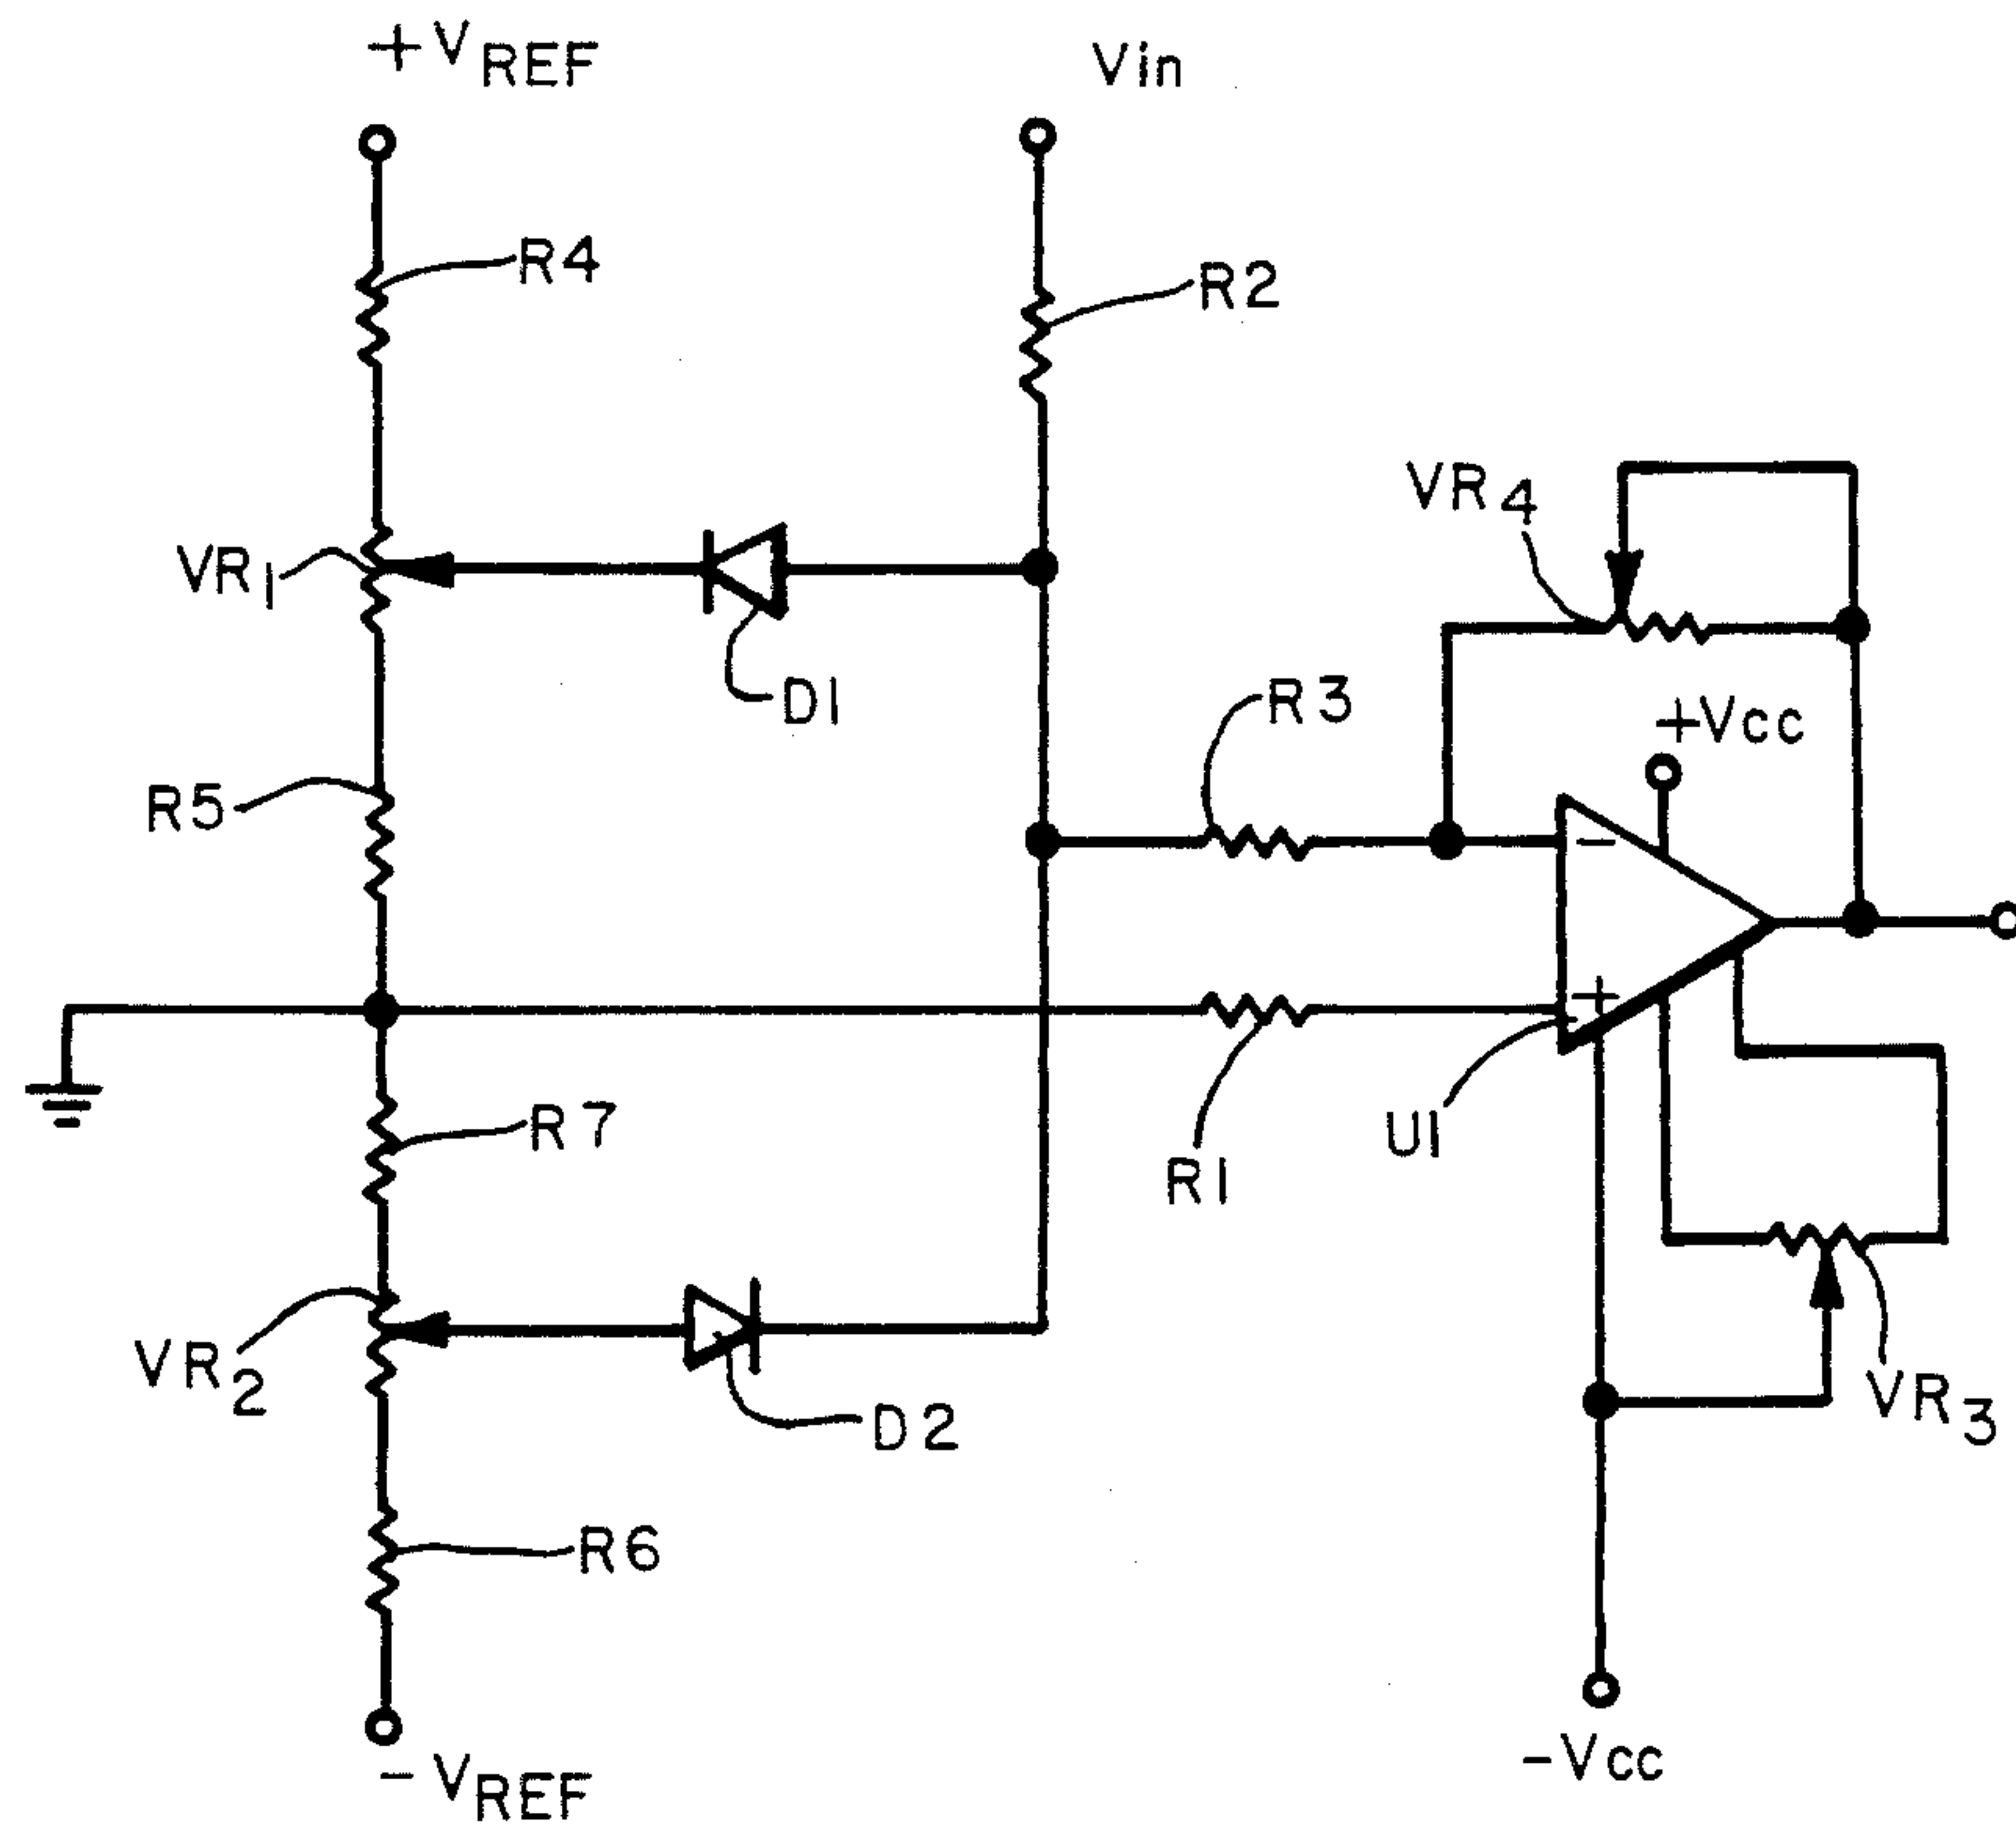 +VREF
Vin
R4
R2
VR4
VR1
D1
R3
+Vcc
R5
R7
R1
U1
VR2
D2
VR3
R6
-VREF
-Vcc